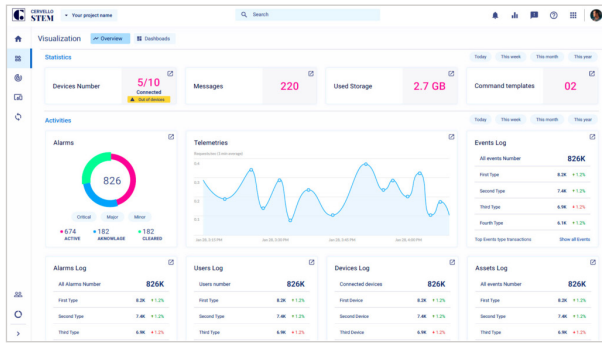 CERVELLO
STEM
Your project name
Search
Visualization
Overview
Dashboards
Statistics
Today
This week
This month
This year
Devices Number
5/10
Connected
Out of devices
Messages
220
Used Storage
2.7 GB
Command templates
02
Activities
Today
This week
This month
This year
Alarms
826
Critical
Major
Minor
674
ACTIVE
182
AKNOWLAGE
182
CLEARED
Telemetries
Events Log
All events Number 826K
First Type 8.2K +1.2%
Second Type 7.4K +1.2%
Third Type 6.9K +1.2%
Fourth Type 6.1K +1.2%
Top Events type transactions Show all Events
Alarms Log
All Alarms Number 826K
First Type 8.2K +1.2%
Second Type 7.4K +1.2%
Third Type 6.9K +1.2%
Users Log
Users number 826K
First Type 8.2K +1.2%
Second Type 7.4K +1.2%
Third Type 6.9K +1.2%
Devices Log
Connected devices 826K
First Device 8.2K +1.2%
Second Device 7.4K +1.2%
Third Device 6.9K +1.2%
Assets Log
All events Number 826K
First Type 8.2K +1.2%
Second Type 7.4K +1.2%
Third Type 6.9K +1.2%